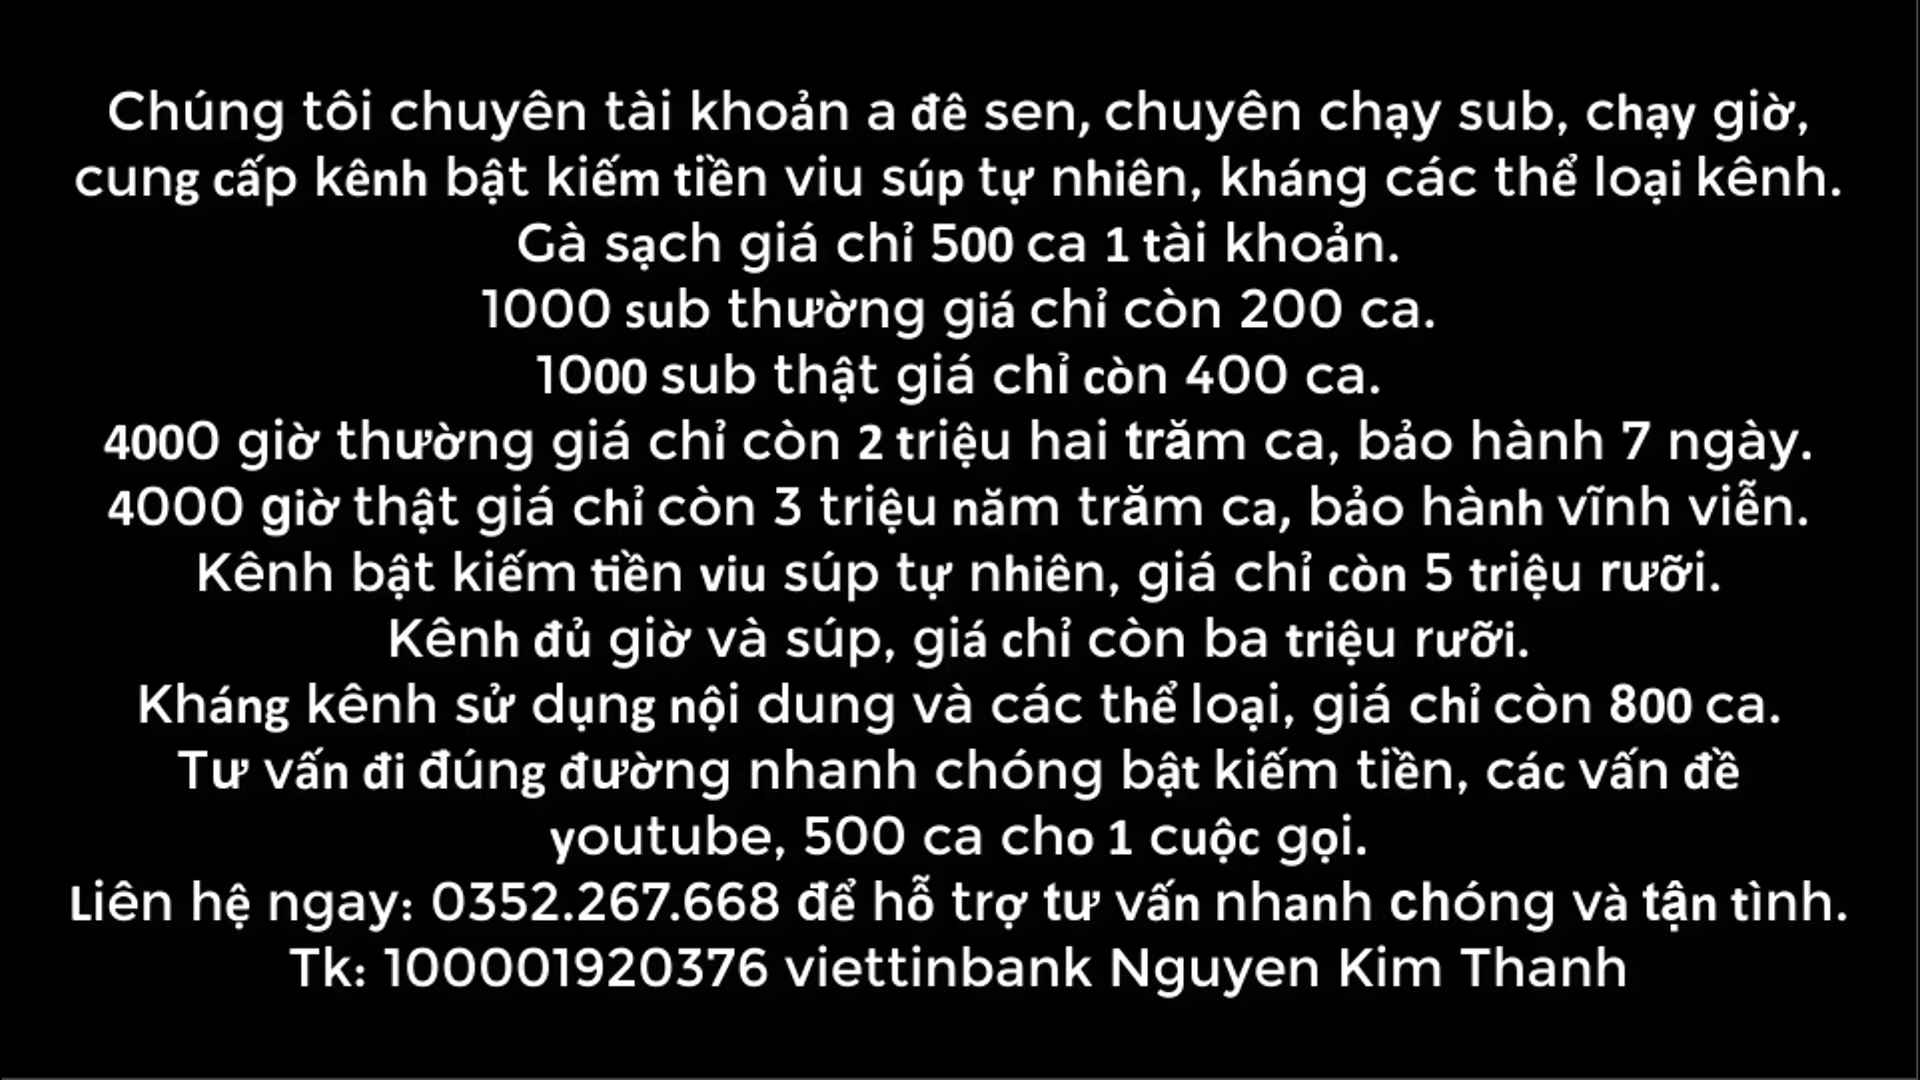 Chúng tôi chuyên tài khoản a đê sen, chuyên chạy sub, chạy giờ,
cung cấp kênh bật kiếm tiền viu súp tự nhiên, kháng các thể loại kênh.
Gà sạch giá chỉ 500 ca 1 tài khoản.
1000 sub thường giá chỉ còn 200 ca.
1000 sub thật giá chỉ còn 400 ca.
4000 giờ thường giá chỉ còn 2 triệu hai trăm ca, bảo hành 7 ngày.
4000 giờ thật giá chỉ còn 3 triệu năm trăm ca, bảo hành vĩnh viễn.
Kênh bật kiếm tiền viu súp tự nhiên, giá chỉ còn 5 triệu rưỡi.
Kênh đủ giờ và súp, giá chỉ còn ba triệu rưỡi.
Kháng kênh sử dụng nội dung và các thể loại, giá chỉ còn 800 ca.
Tư vấn đi đúng đường nhanh chóng bật kiếm tiền, các vấn đề
youtube, 500 ca cho 1 cuộc gọi.
Liên hệ ngay: 0352.267.668 để hỗ trợ tư vấn nhanh chóng và tận tình.
Tk: 100001920376 viettinbank Nguyen Kim Thanh